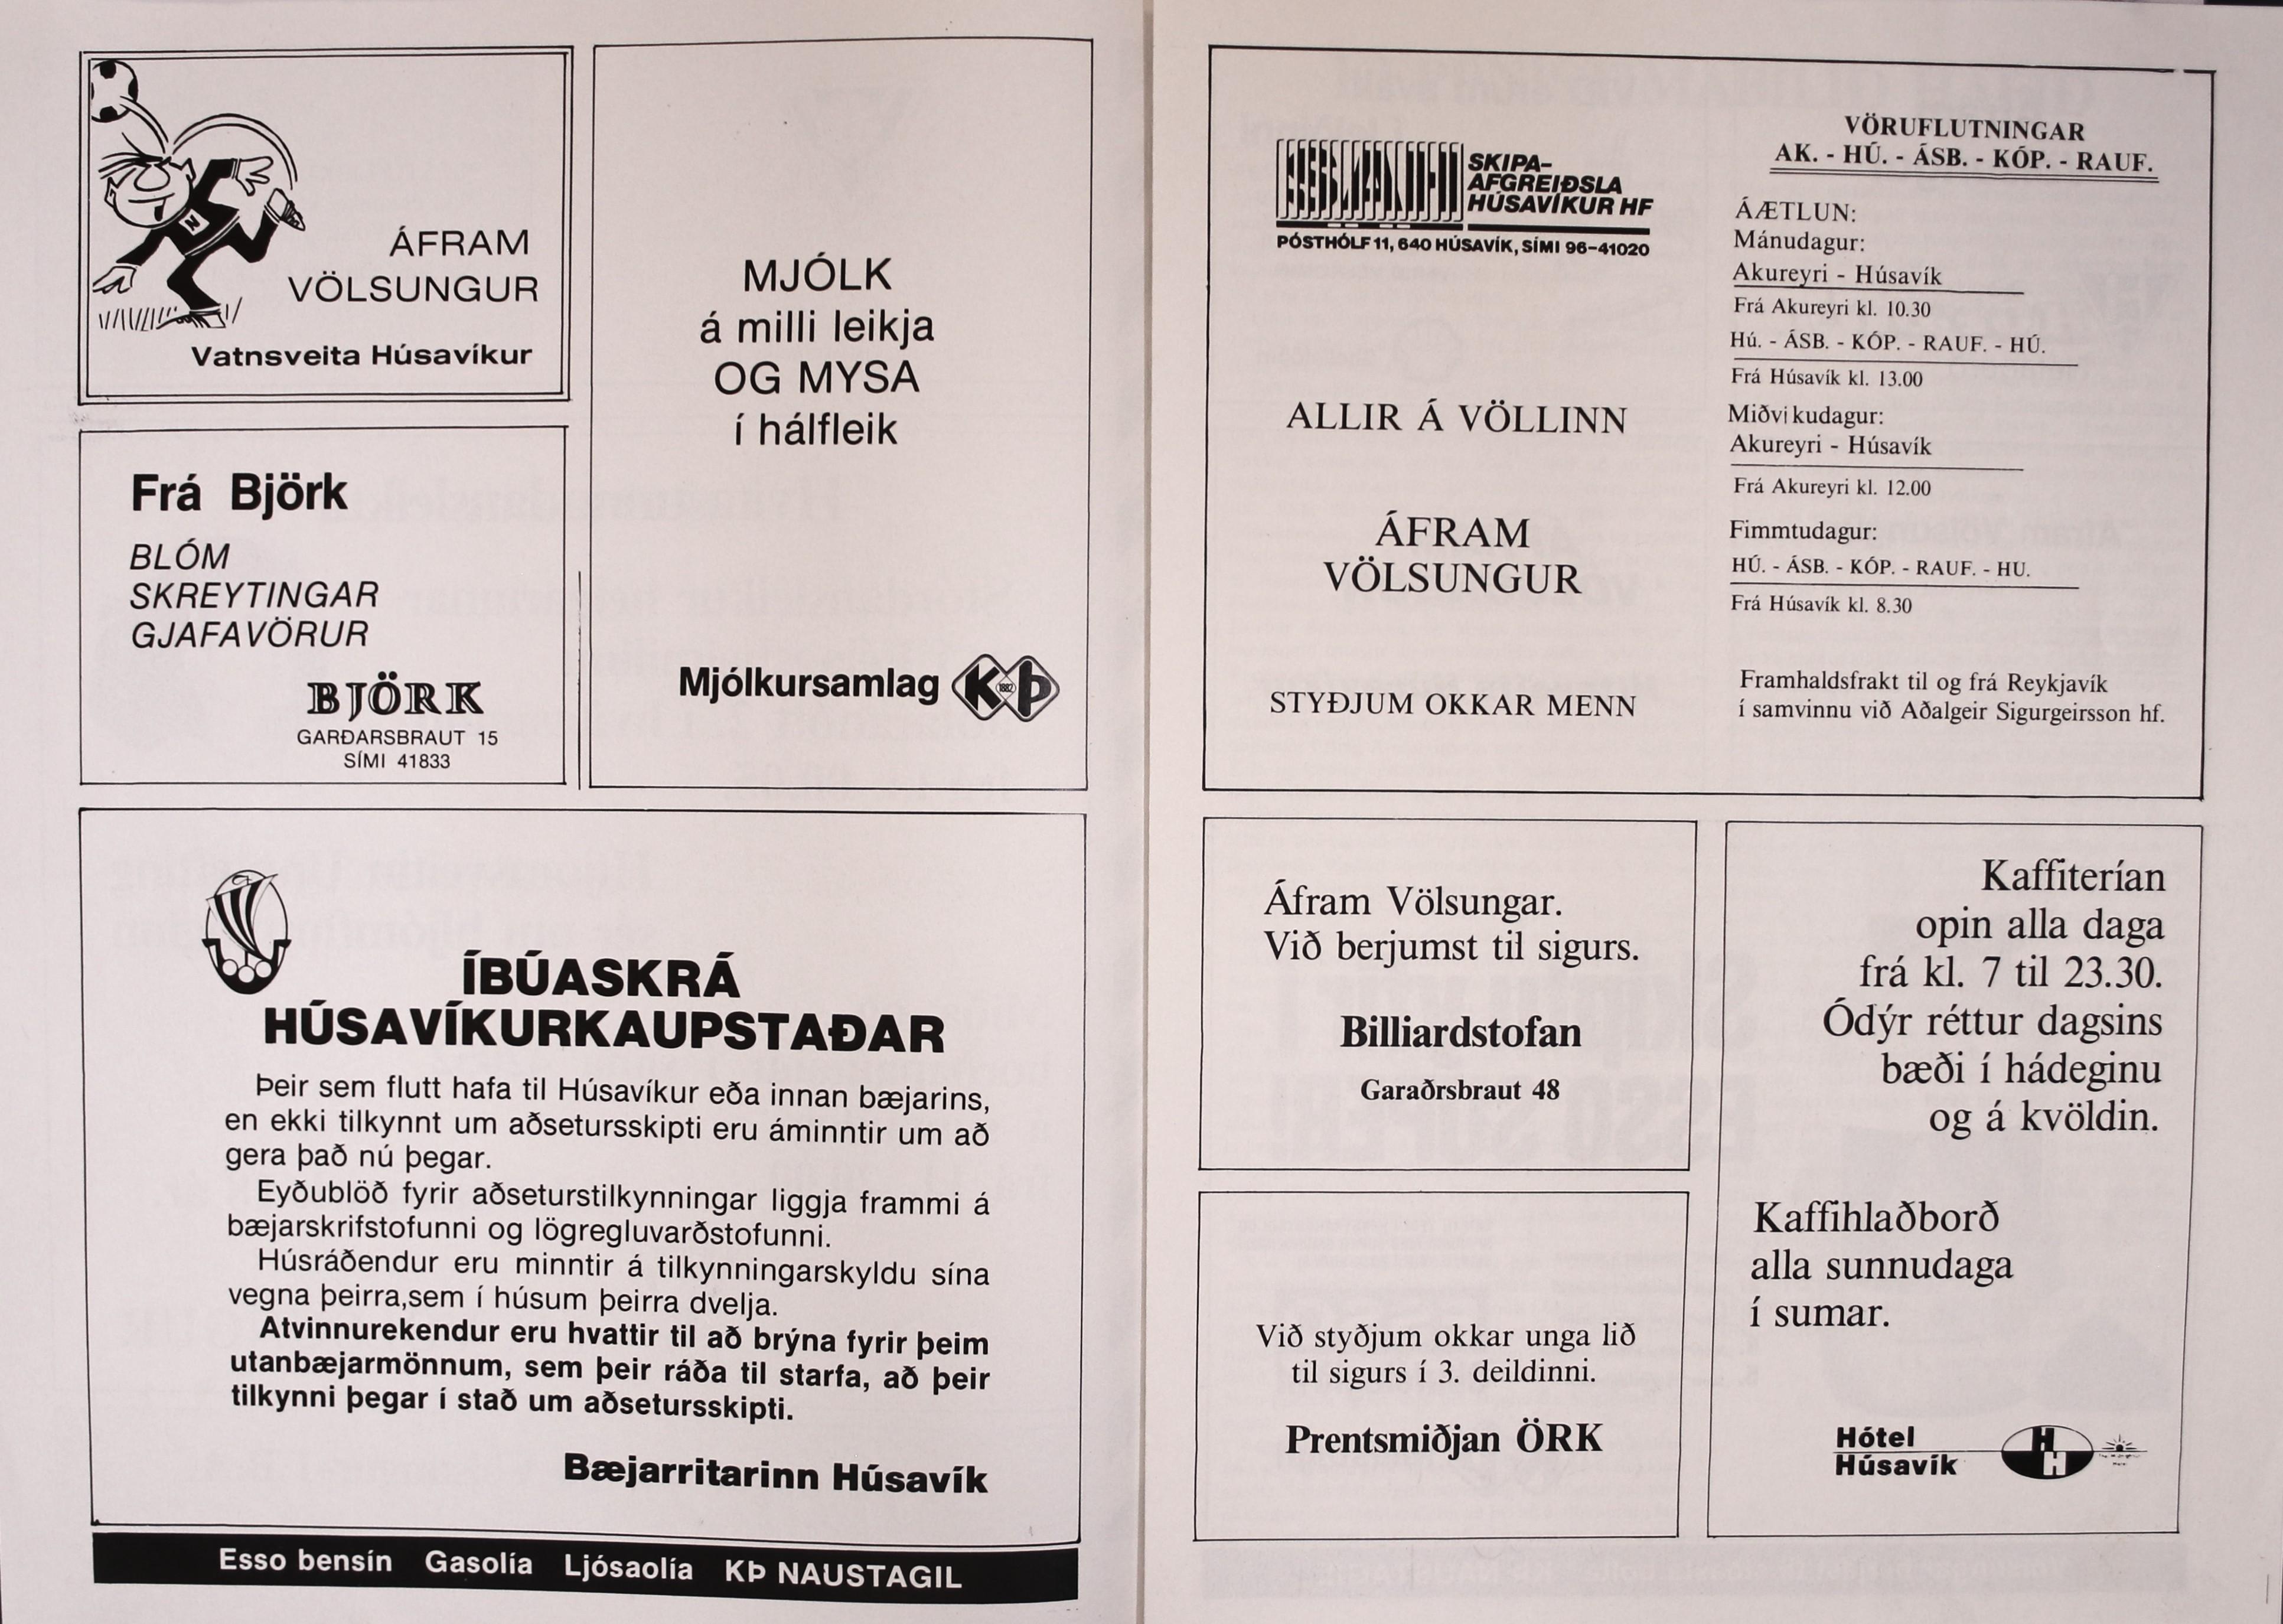 ÁFRAM
VÖLSUNGUR
Vatnsveita Húsavíkur
Frá Björk
BLÓM
SKREYTINGAR
GJAFAVÖRUR
BJÖRK
GARÐARSBRAUT 15
SÍMI 41833
MJÓLK
á milli leikja
OG MYSA
í hálfleik
Mjólkursamlag
K 1882 Þ
ÍBÚASKRÁ
HÚSAVÍKURKAUPSTAÐAR
Þeir sem flutt hafa til Húsavíkur eða innan bæjarins,
en ekki tilkynnt um aðsetursskipti eru áminntir um að
gera það nú þegar.
Eyðublöð fyrir aðseturstilkynningar liggja frammi á
bæjarskrifstofunni og lögregluvarðstofunni.
Húsráðendur eru minntir á tilkynningarskyldu sína
vegna þeirra,sem í húsum þeirra dvelja.
Atvinnurekendur eru hvattir til að brýna fyrir þeim
utanbæjarmönnum, sem þeir ráða til starfa, að þeir
tilkynni þegar í stað um aðsetursskipti.
Bæjarritarinn Húsavík
Esso bensín Gasolía Ljósaolía KÞ NAUSTAGIL
SKIPA-
AFGREIÐSLA
HÚSAVÍKUR HF
PÓSTHÓLF 11, 640 HÚSAVÍK, SÍMI 96-41020
ALLIR Á VÖLLINN
ÁFRAM
VÖLSUNGUR
STYÐJUM OKKAR MENN
VÖRUFLUTNINGAR
AK. - HÚ. - ÁSB. - KÓP. - RAUF.
ÁÆTLUN:
Mánudagur:
Akureyri - Húsavík
Frá Akureyri kl. 10.30
Hú. - ÁSB. - KÓP. - RAUF. - HÚ.
Frá Húsavík kl. 13.00
Miðvikudagur:
Akureyri - Húsavík
Frá Akureyri kl. 12.00
Fimmtudagur:
HÚ. - ÁSB. - KÓP. - RAUF. - HU.
Frá Húsavík kl. 8.30
Framhaldsfrakt til og frá Reykjavík
í samvinnu við Aðalgeir Sigurgeirsson hf.
Áfram Völsungar.
Við berjumst til sigurs.
Billiardstofan
Garaðrsbraut 48
Við styðjum okkar unga lið
til sigurs í 3. deildinni.
Prentsmiðjan ÖRK
Kaffiterían
opin alla daga
frá kl. 7 til 23.30.
Ódýr réttur dagsins
bæði í hádeginu
og á kvöldin.
Kaffihlaðborð
alla sunnudaga
í sumar.
Hótel
Húsavík
H
H